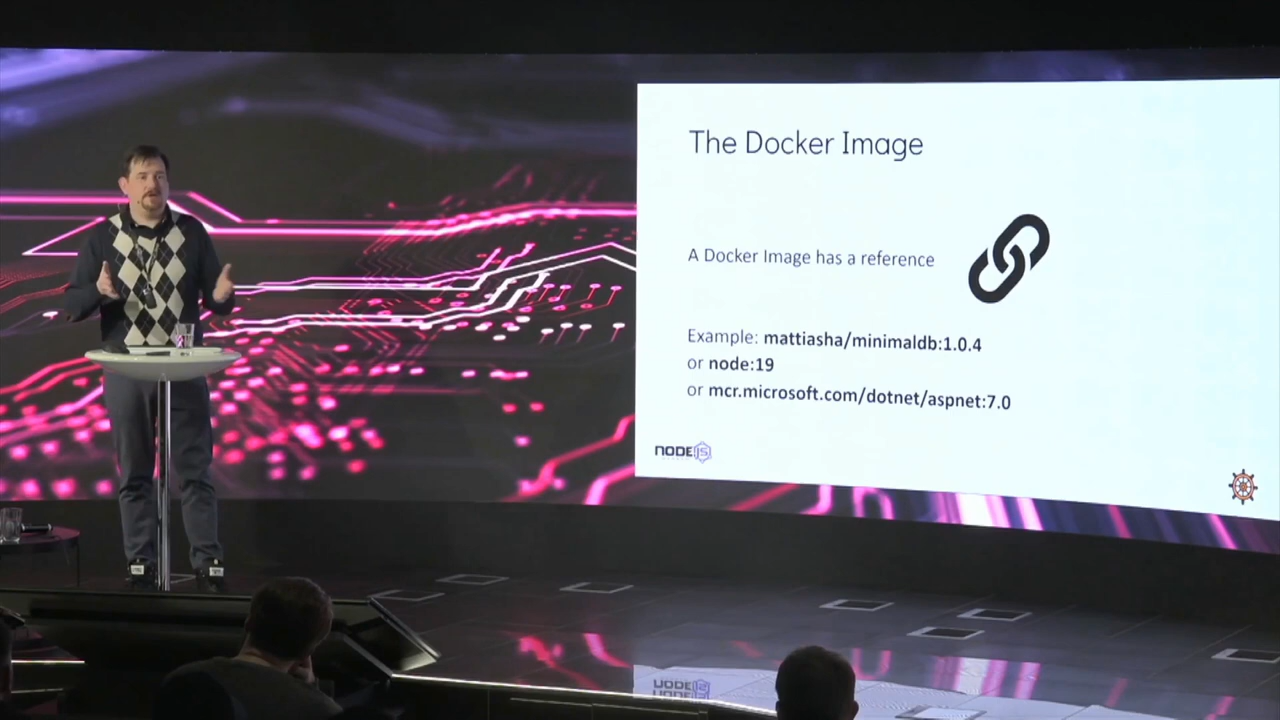 The Docker Image
A Docker Image has a reference
Example: mattiasha/minimaldb:1.0.4
or node:19
or mcr.microsoft.com/dotnet/aspnet:7.0
NODE JS